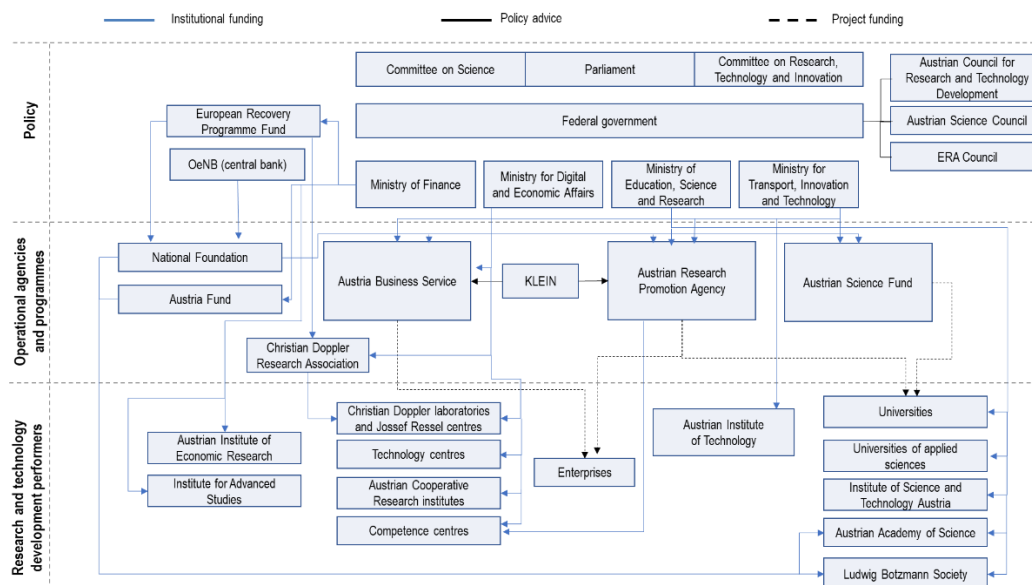 Institutional funding
Policy advice
Project funding
Policy
Committee on Science
Parliament
Committee on Research,
Technology and Innovation
Austrian Council for
Research and Technology
Development
European Recovery
Programme Fund
Federal government
Austrian Science Council
OeNB (central bank)
ERA Council
Ministry of Finance
Ministry for Digital
and Economic Affairs
Ministry of
Education, Science
and Research
Ministry for
Transport, Innovation
and Technology
Operational agencies
and programmes
National Foundation
Austria Business Service
KLEIN
Austrian Research
Promotion Agency
Austrian Science Fund
Austria Fund
Christian Doppler
Research Association
Research and technology
development performers
Christian Doppler laboratories
and Jossef Ressel centres
Austrian Institute
of Technology
Universities
Austrian Institute of
Economic Research
Technology centres
Enterprises
Universities of applied
sciences
Institute for Advanced
Studies
Austrian Cooperative
Research institutes
Institute of Science and
Technology Austria
Competence centres
Austrian Academy of Science
Ludwig Botzmann Society